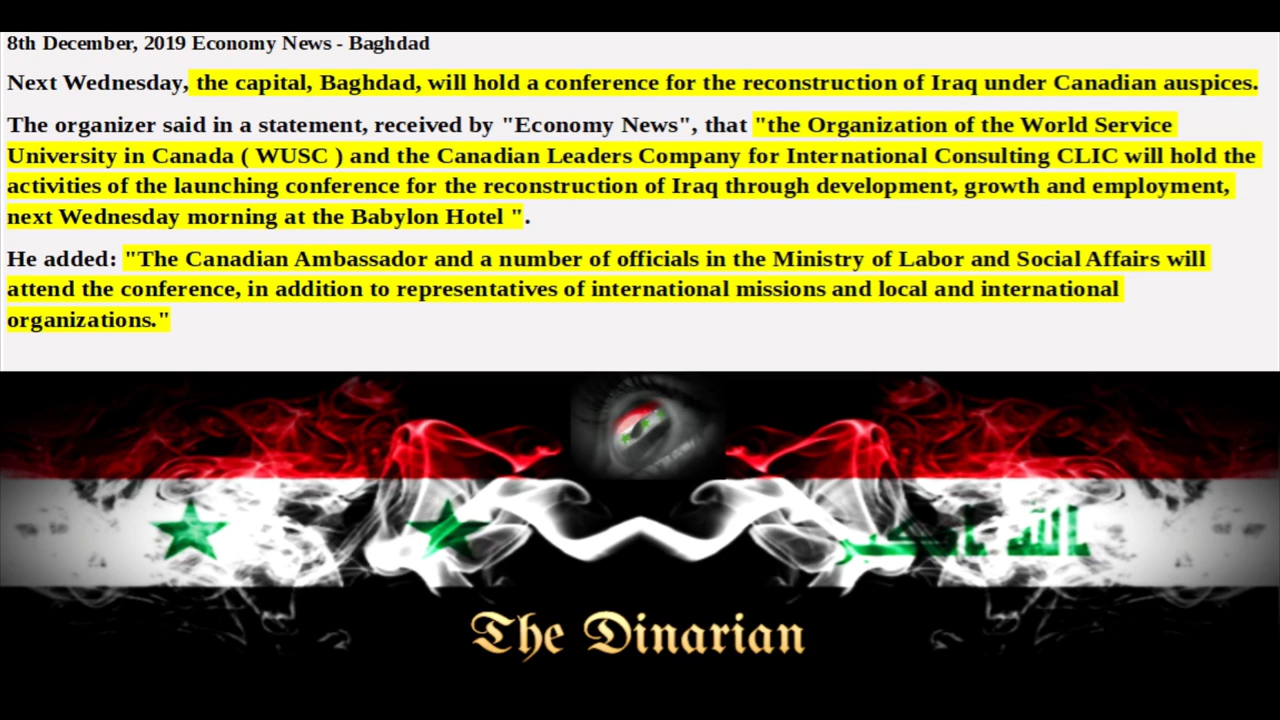 8th December, 2019 Economy News - Baghdad
Next Wednesday, the capital, Baghdad, will hold a conference for the reconstruction of Iraq under Canadian auspices.
The organizer said in a statement, received by "Economy News", that "the Organization of the World Service
University in Canada ( WUSC ) and the Canadian Leaders Company for International Consulting CLIC will hold the
activities of the launching conference for the reconstruction of Iraq through development, growth and employment,
next Wednesday morning at the Babylon Hotel ".
He added: "The Canadian Ambassador and a number of officials in the Ministry of Labor and Social Affairs will
attend the conference, in addition to representatives of international missions and local and international
organizations."
الله اكبر
The Dinarian